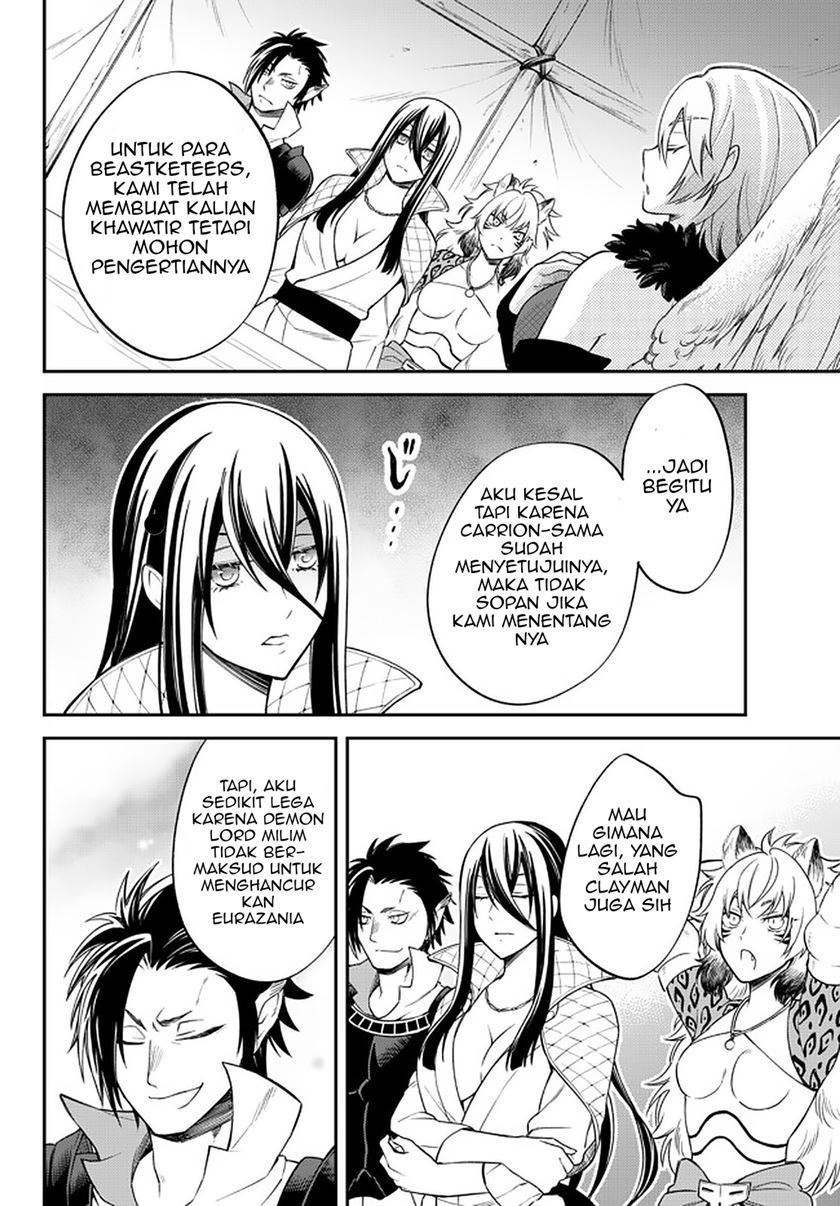 UNTUK PARA
BEASTKETEERS,
KAMI TELAH
MEMBUAT KALIAN
KHAWATIR TETAPI
MOHON
PENGERTIANNYA
...JADI
BEGITU
YA
AKU KESAL
TAPI KARENA
CARRION-SAMA
SUDAH
MENYETUJUINYA,
MAKA TIDAK
SOPAN JIKA
KAMI MENENTANG
NYA
じ…
MAU
GIMANA
LAGI, YANG
SALAH
CLAYMAN
JUGA SIH
TAPI, AKU
SEDIKIT LEGA
KARENA DEMON
LORD MILIM
TIDAK BER-
MAKSUD UNTUK
MENGHANCUR
KAN
EURAZANIA